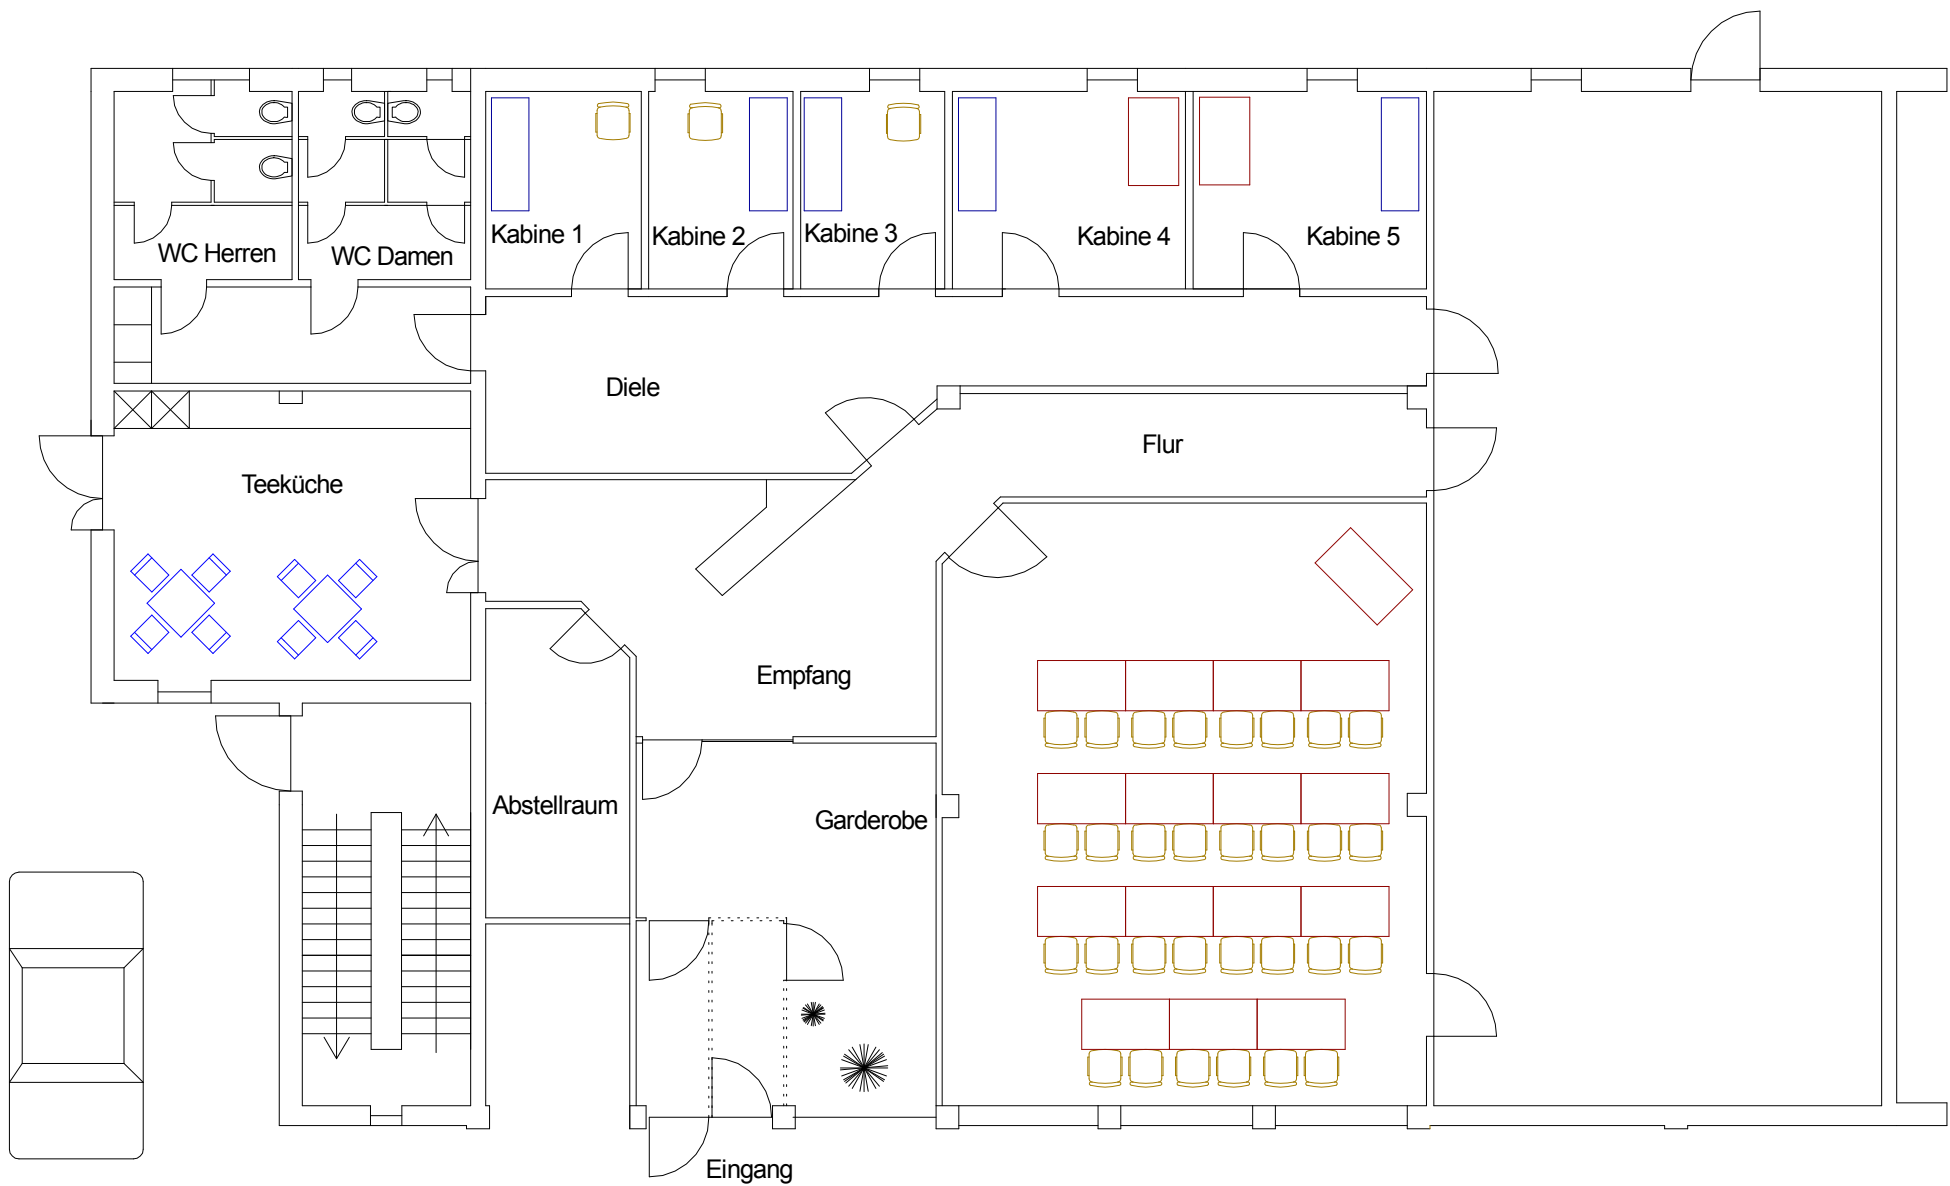 Kabine 1
Kabine 2
Kabine 3
Kabine 4
Kabine 5
WC Herren
WC Damen
Diele
Flur
Teeküche
Empfang
Abstellraum
Garderobe
Eingang